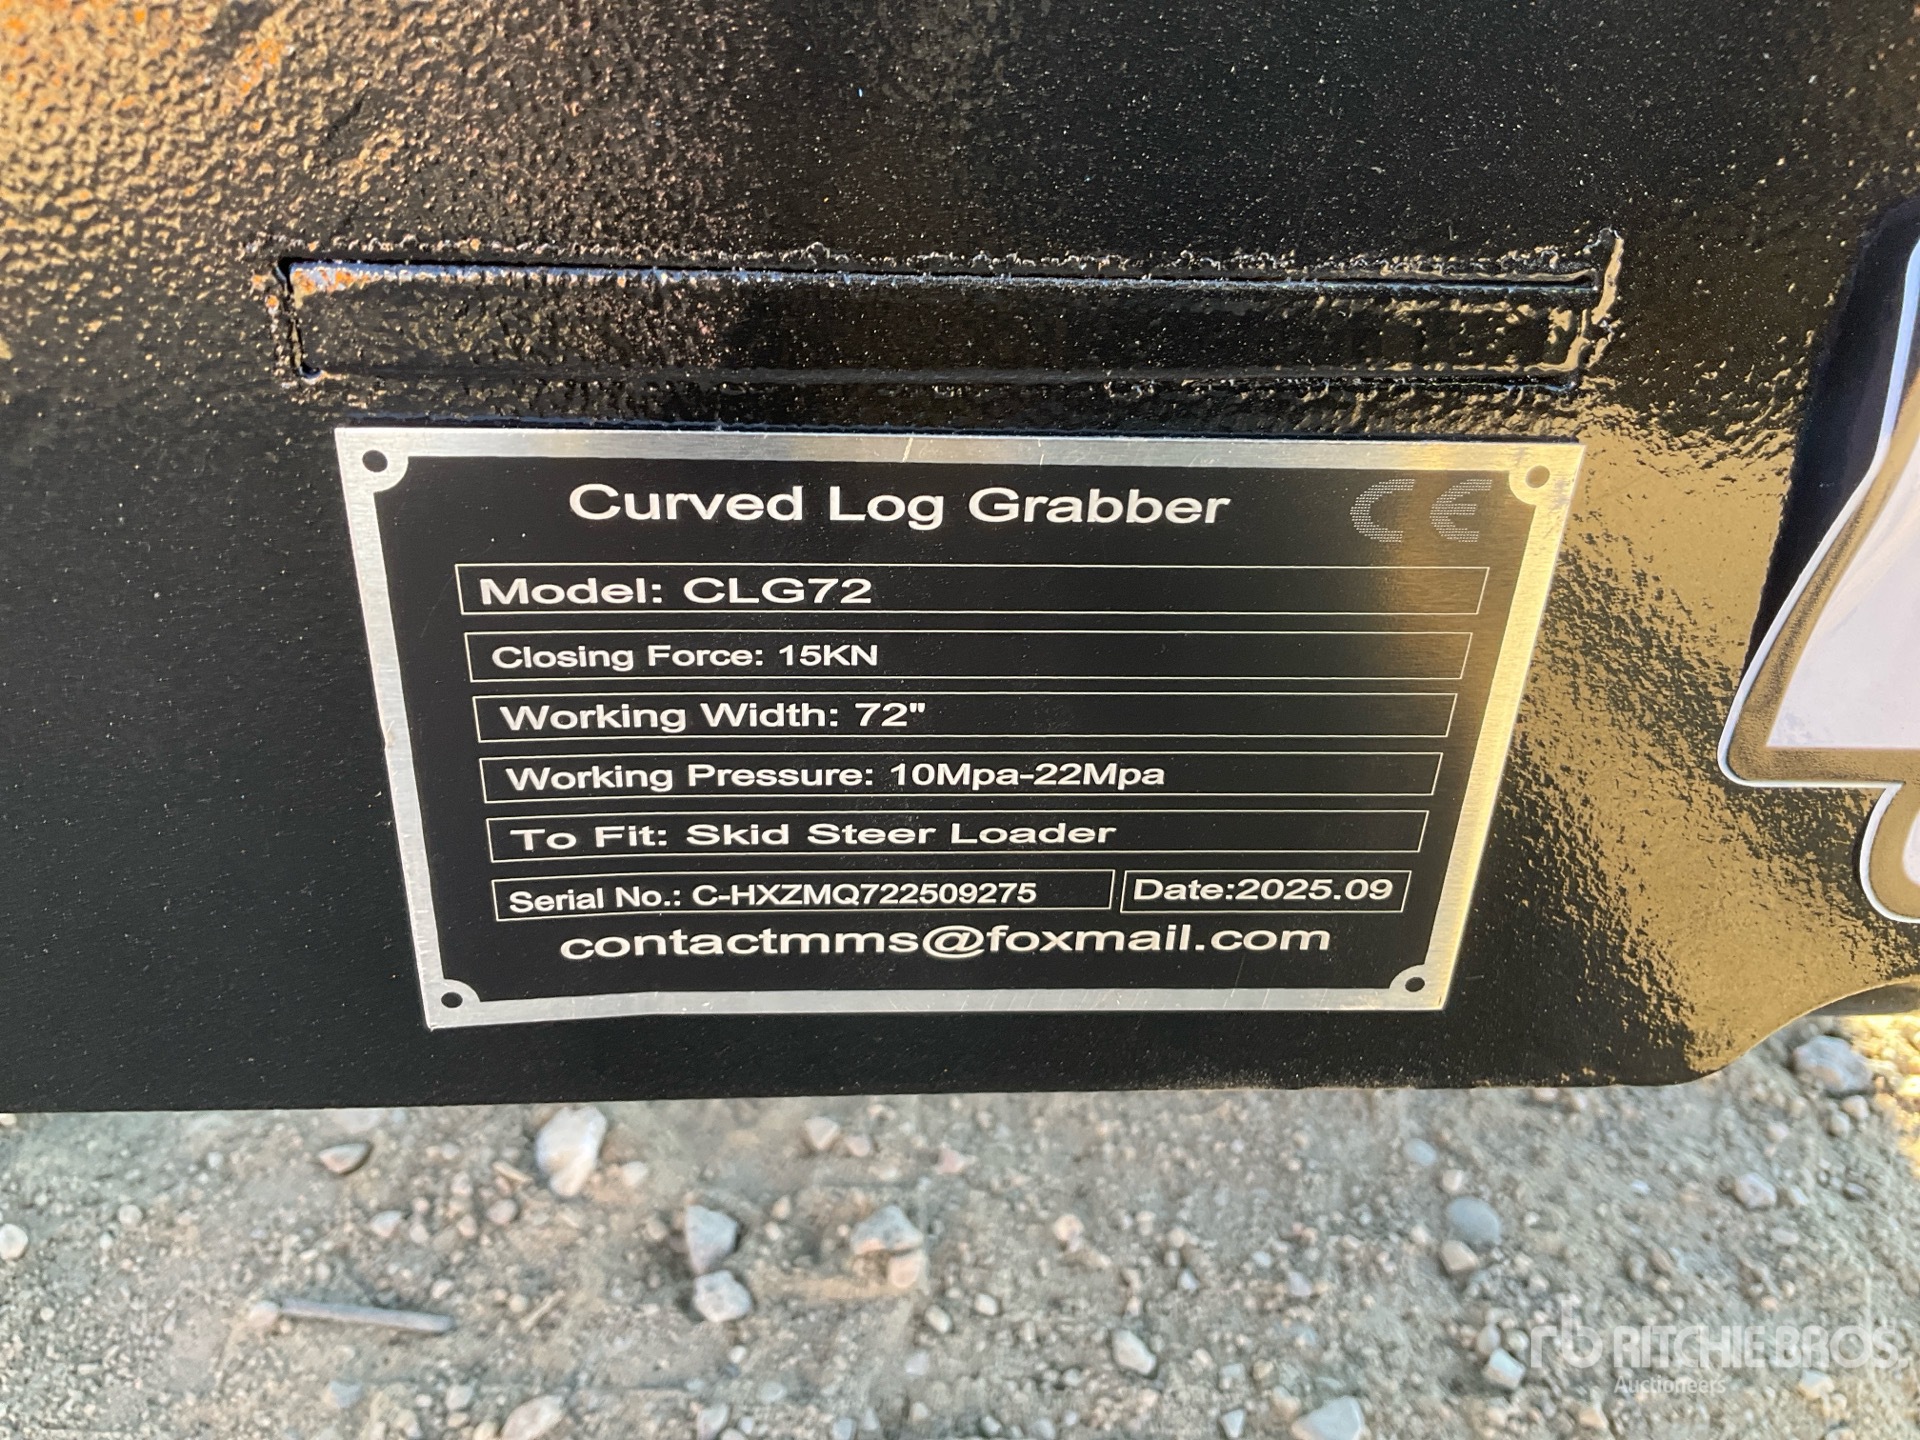 Curved Log Grabber CE
Model: CLG72
Closing Force: 15KN
Working Width: 72"
Working Pressure: 10Mpa-22Mpa
To Fit: Skid Steer Loader
Serial No.: C-HXZMQ722509275 Date:2025.09
contactmms@foxmail.com
rb RITCHIE BROS.
Auctioneers